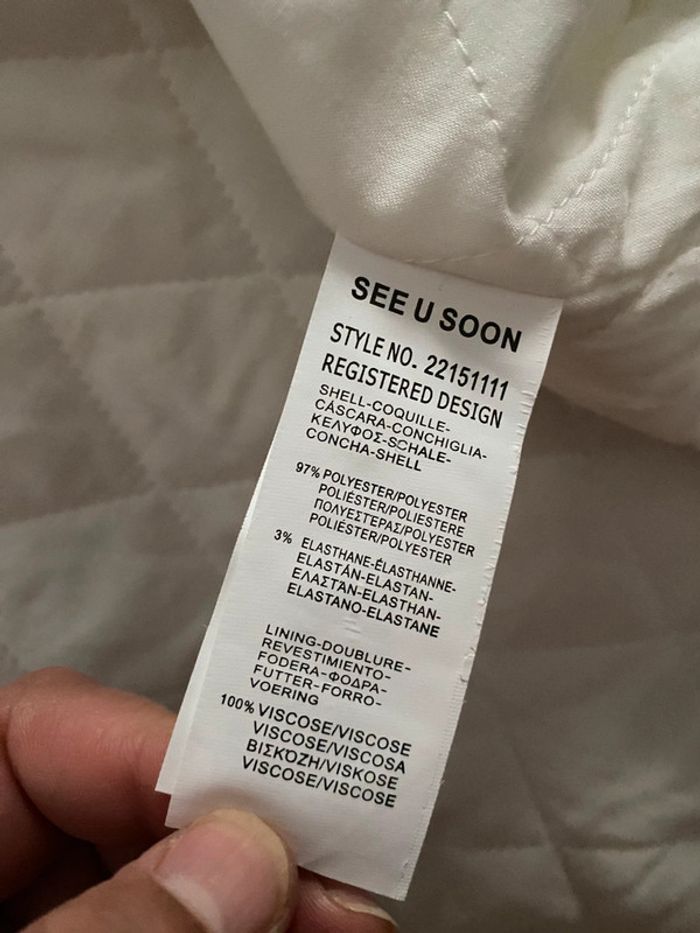 SEE U SOON
STYLE NO. 22151111
REGISTERED DESIGN
SHELL-COQUILLE-
CÁSCARA-CONCHIGLIA-
ΚΕΛΥΦΟΣ-SCHALE-
CONCHA-SHELL
97% POLYESTER/POLYESTER
POLIÉSTER/POLIESTERE
ΠΟΛΥΕΣΤΕΡΑΣ/POLYESTER
POLIÉSTER/POLYESTER
3% ELASTHANE-ÉLASTHANNE-
ELASTÁN-ELASTAN-
ΕΛΑΣΤΆΝ-ELASTHAN-
ELASTANO-ELASTANE
LINING-DOUBLURE-
REVESTIMIENTO-
FODERA-ΦΟΔΡΑ-
FUTTER-FORRO-
VOERING
100% VISCOSE/VISCOSE
VISCOSE/VISCOSA
ΒΙΣΚΌΖΗ/VISKOSE
VISCOSE/VISCOSE